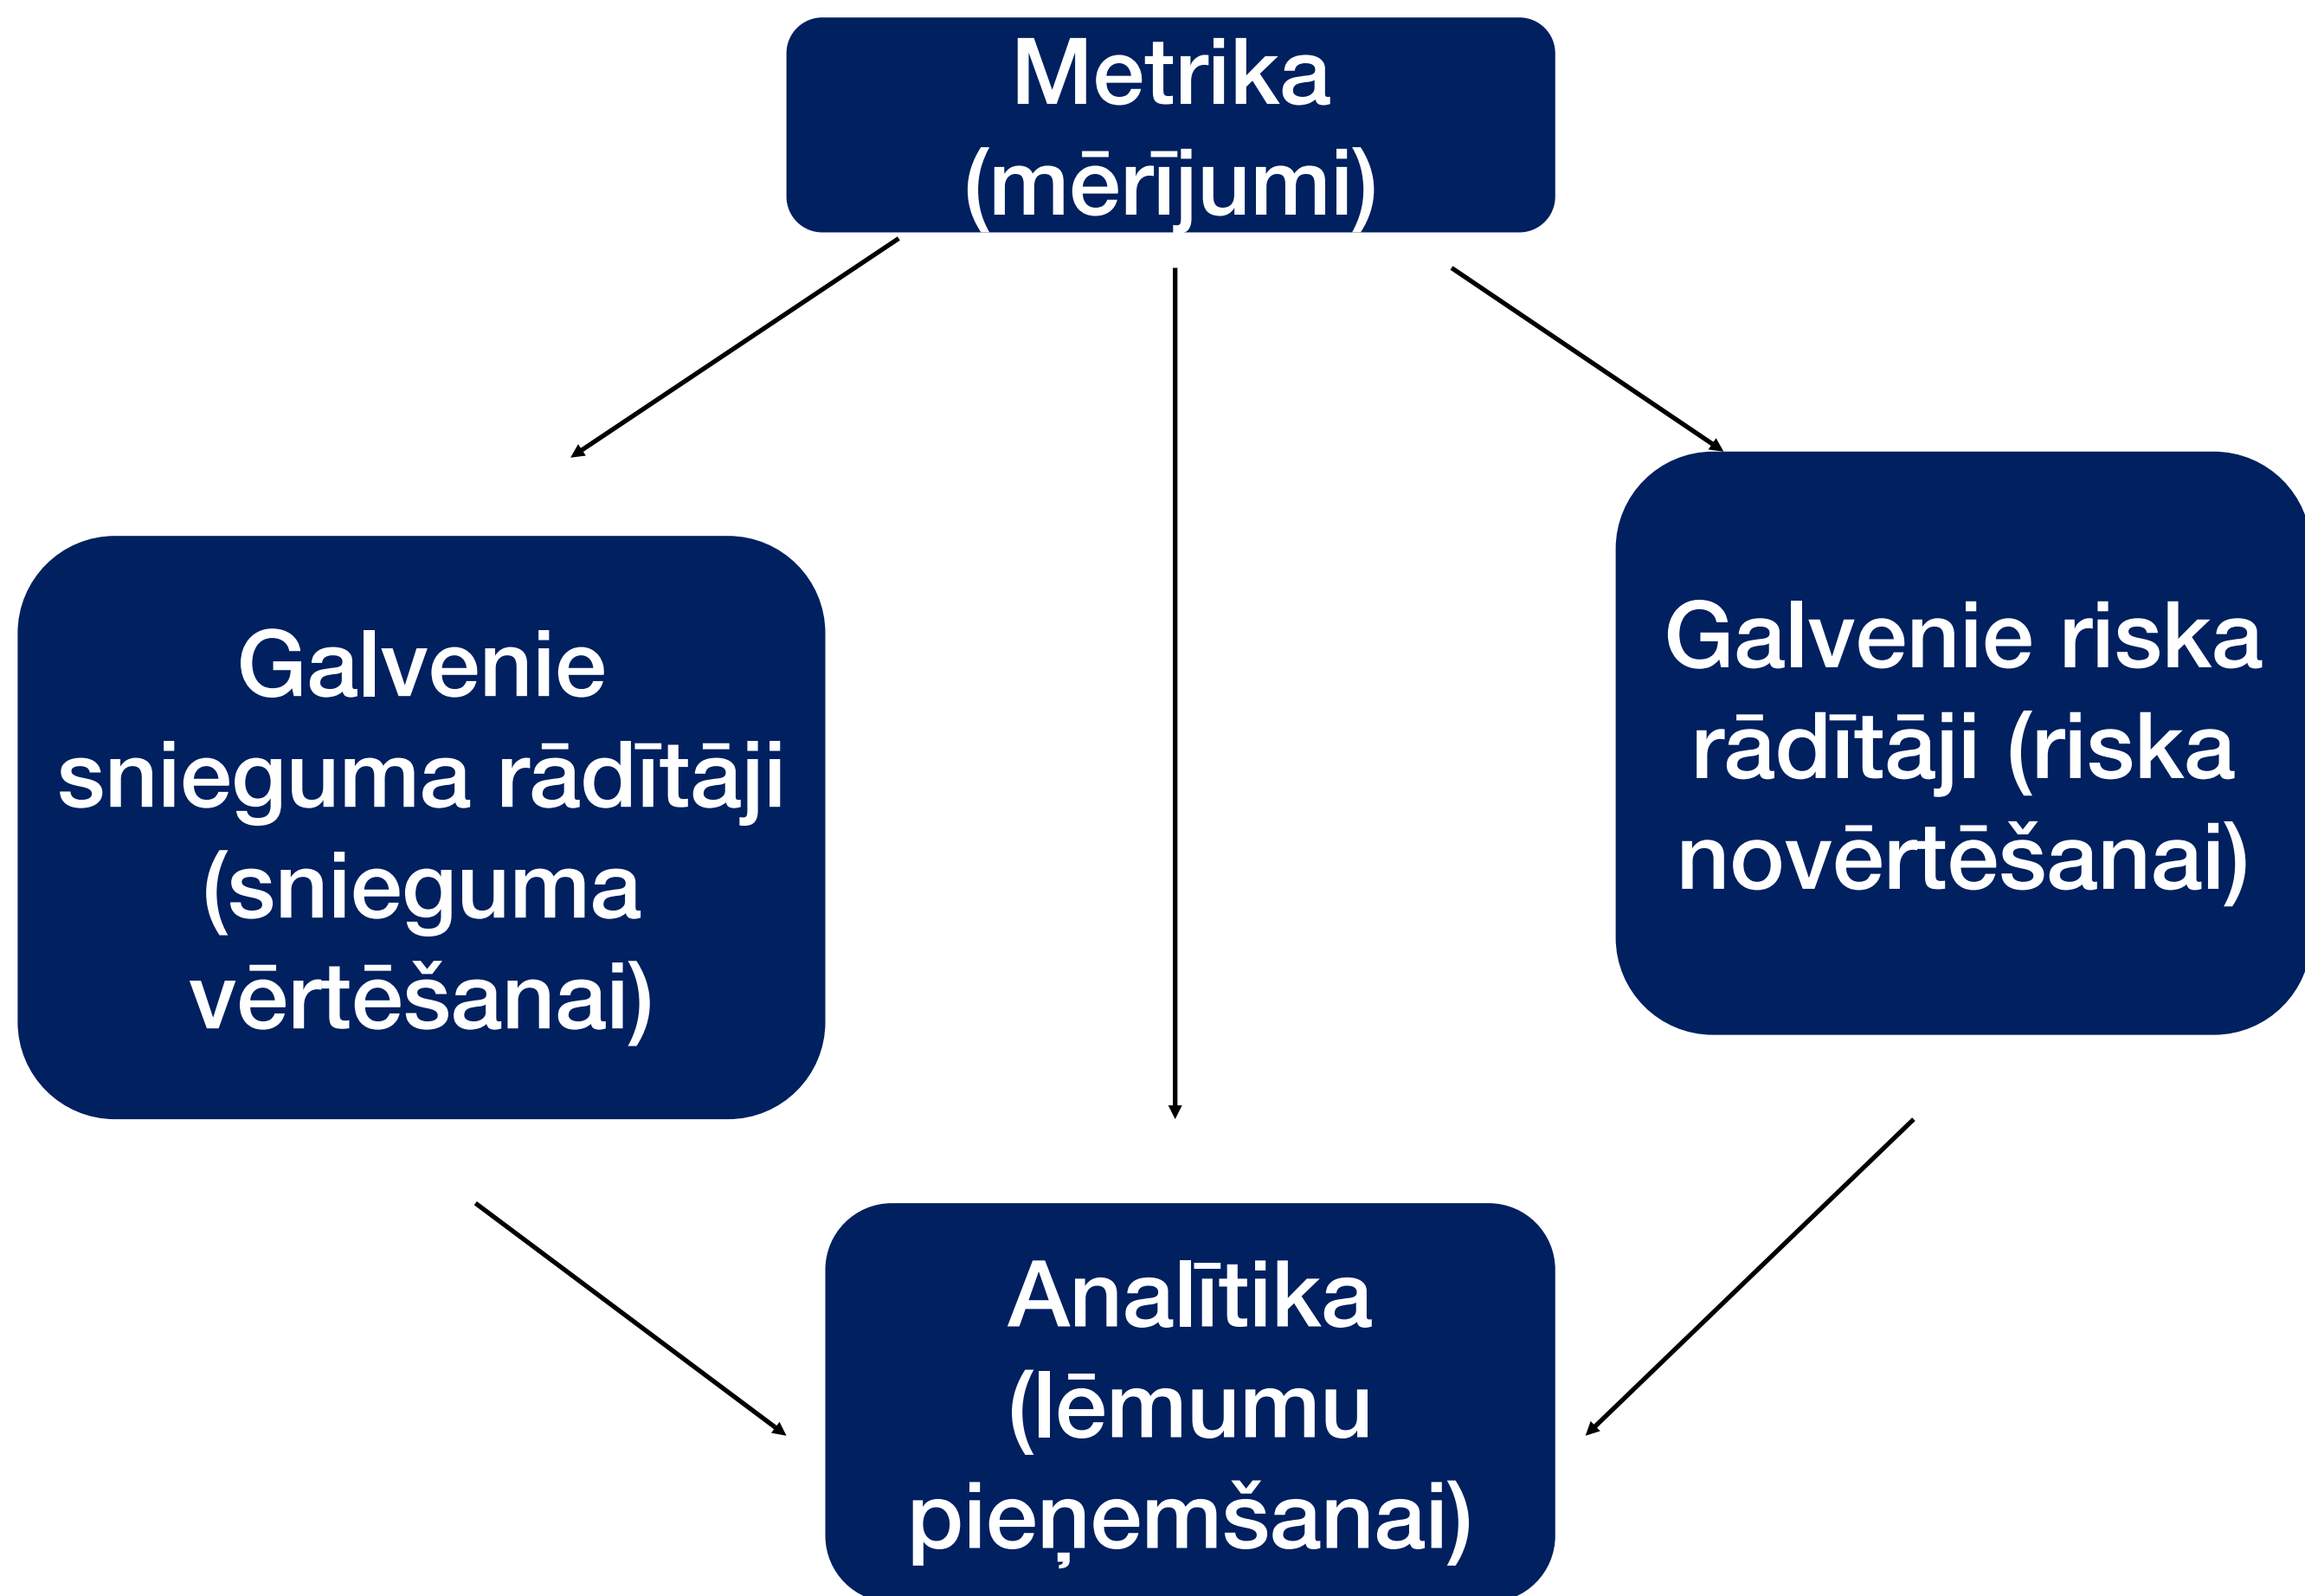 Metrika
(mērījumi)
Galvenie
snieguma rādītāji
(snieguma
vērtēšanai)
Galvenie riska
rādītāji (riska
novērtēšanai)
Analītika
(lēmumu
pieņemšanai)